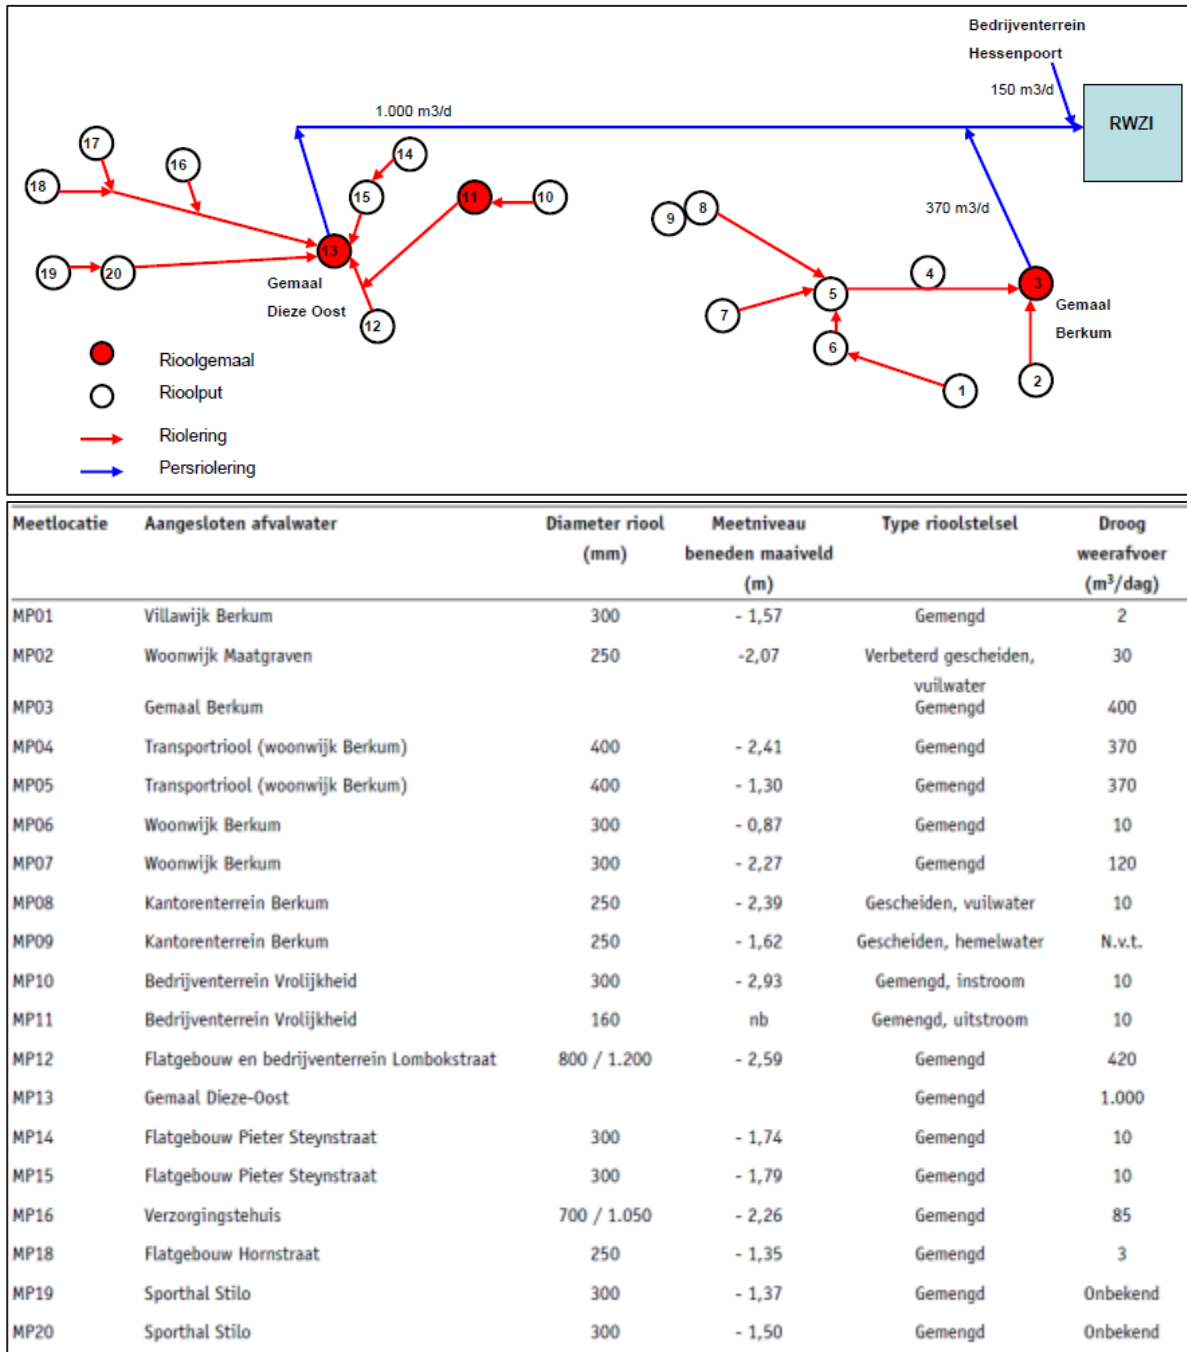 Bedrijventerrein
Hessenpoort
150 m3/d
1.000 m3/d
RWZI
17
14
16
18
15
11
10
9
8
370 m3/d
13
4
3
19
20
5
Gemaal
Dieze Oost
Gemaal
Berkum
7
12
6
1
2
Rioolgemaal
Rioolput
Riolering
Persriolering
Meetlocatie Aangesloten afvalwater Diameter riool Meetniveau Type rioolstelsel Droog
(mm) beneden maaiveld weerafvoer
(m) (m³/dag)
MP01 Villawijk Berkum 300 - 1,57 Gemengd 2
MP02 Woonwijk Maatgraven 250 -2,07 Verbeterd gescheiden, 30
vuilwater
MP03 Gemaal Berkum Gemengd 400
MP04 Transportriool (woonwijk Berkum) 400 - 2,41 Gemengd 370
MP05 Transportriool (woonwijk Berkum) 400 - 1,30 Gemengd 370
MP06 Woonwijk Berkum 300 - 0,87 Gemengd 10
MP07 Woonwijk Berkum 300 - 2,27 Gemengd 120
MP08 Kantorenterrein Berkum 250 - 2,39 Gescheiden, vuilwater 10
MP09 Kantorenterrein Berkum 250 - 1,62 Gescheiden, hemelwater N.v.t.
MP10 Bedrijventerrein Vrolijkheid 300 - 2,93 Gemengd, instroom 10
MP11 Bedrijventerrein Vrolijkheid 160 nb Gemengd, uitstroom 10
MP12 Flatgebouw en bedrijventerrein Lombokstraat 800 / 1.200 - 2,59 Gemengd 420
MP13 Gemaal Dieze-Oost Gemengd 1.000
MP14 Flatgebouw Pieter Steynstraat 300 - 1,74 Gemengd 10
MP15 Flatgebouw Pieter Steynstraat 300 - 1,79 Gemengd 10
MP16 Verzorgingstehuis 700 / 1.050 - 2,26 Gemengd 85
MP18 Flatgebouw Hornstraat 250 - 1,35 Gemengd 3
MP19 Sporthal Stilo 300 - 1,37 Gemengd Onbekend
MP20 Sporthal Stilo 300 - 1,50 Gemengd Onbekend